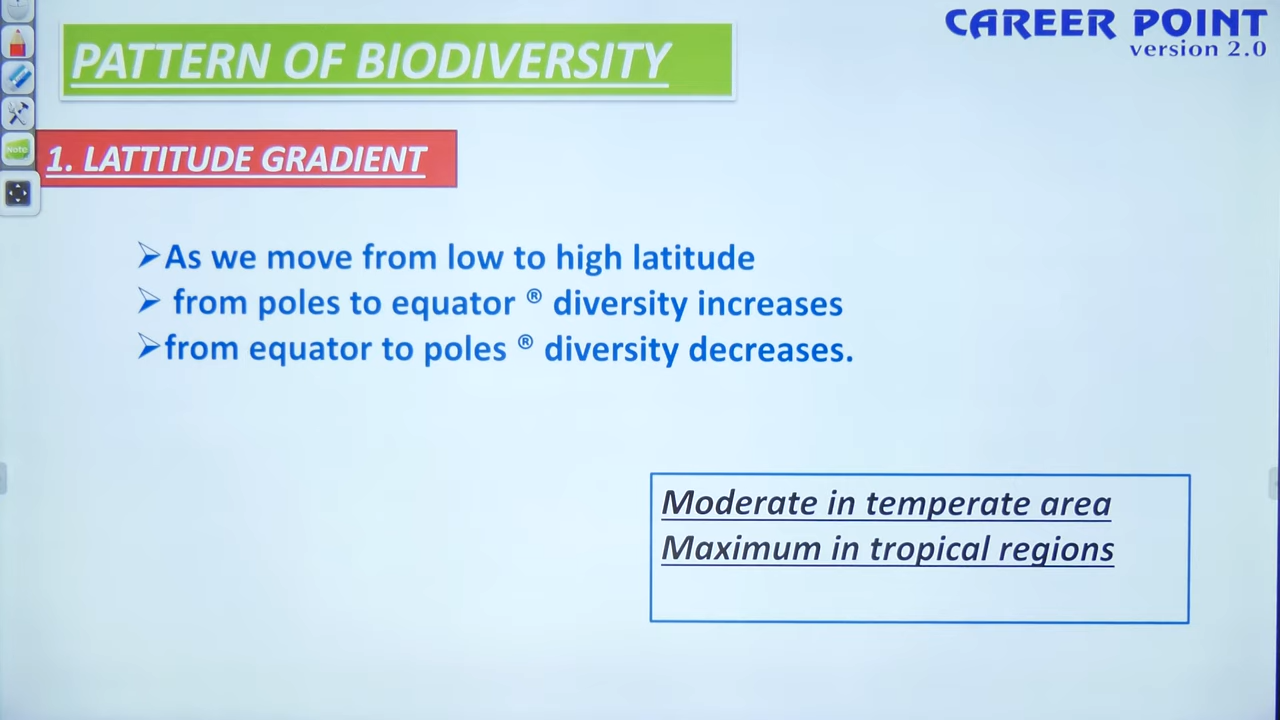 PATTERN OF BIODIVERSITY
CAREER POINT
version 2.0
1. LATTITUDE GRADIENT
Note
➢As we move from low to high latitude
➢ from poles to equator ® diversity increases
➢from equator to poles ® diversity decreases.
Moderate in temperate area
Maximum in tropical regions